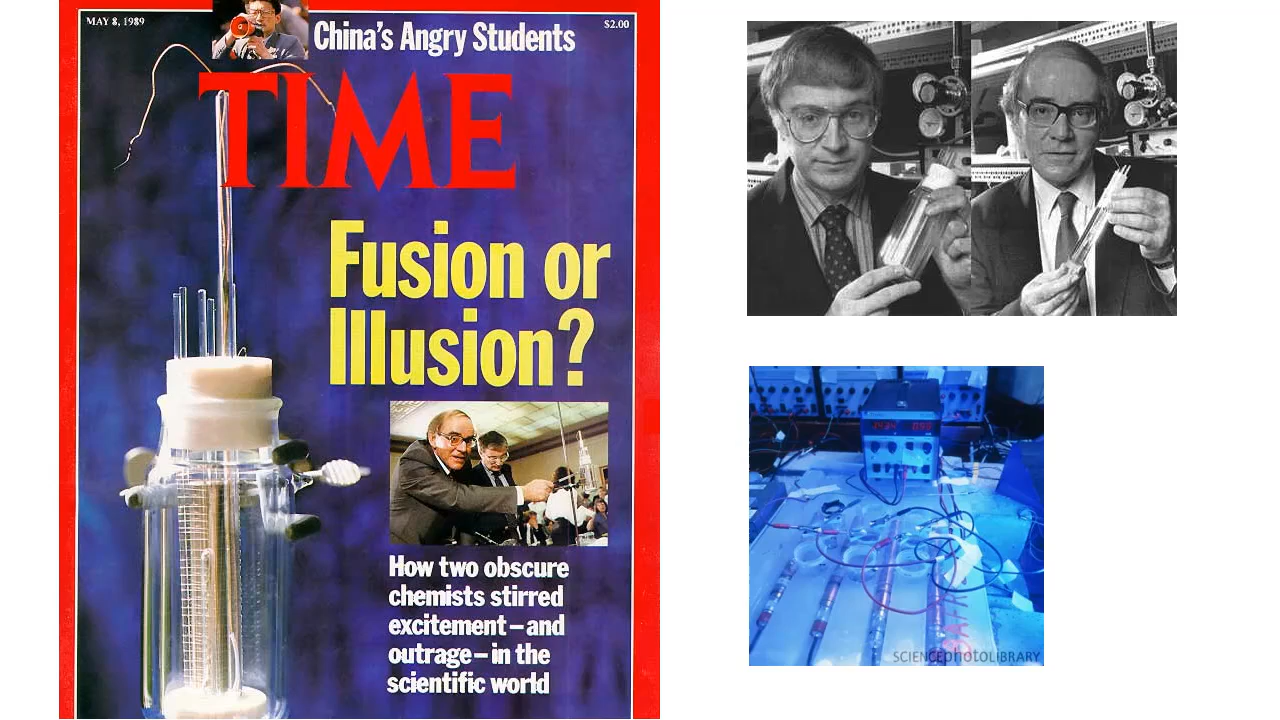 MAY 8, 1989
$2.00
China's Angry Students
TIME
Fusion or
Illusion?
How two obscure
chemists stirred
excitement – and
outrage – in the
scientific world
SCIENCEphotoLIBRARY